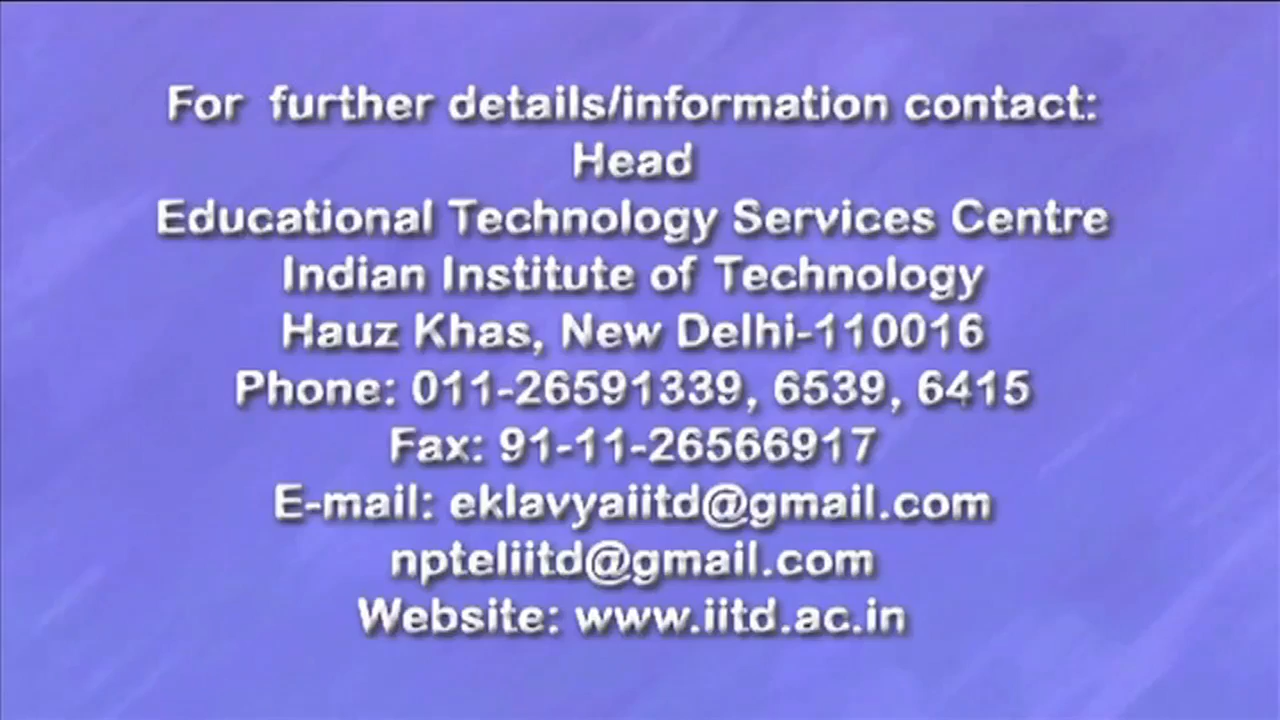 For further details/information contact:
Head
Educational Technology Services Centre
Indian Institute of Technology
Hauz Khas, New Delhi-110016
Phone: 011-26591339, 6539, 6415
Fax: 91-11-26566917
E-mail: eklavyaiitd@gmail.com
npteliitd@gmail.com
Website: www.iitd.ac.in